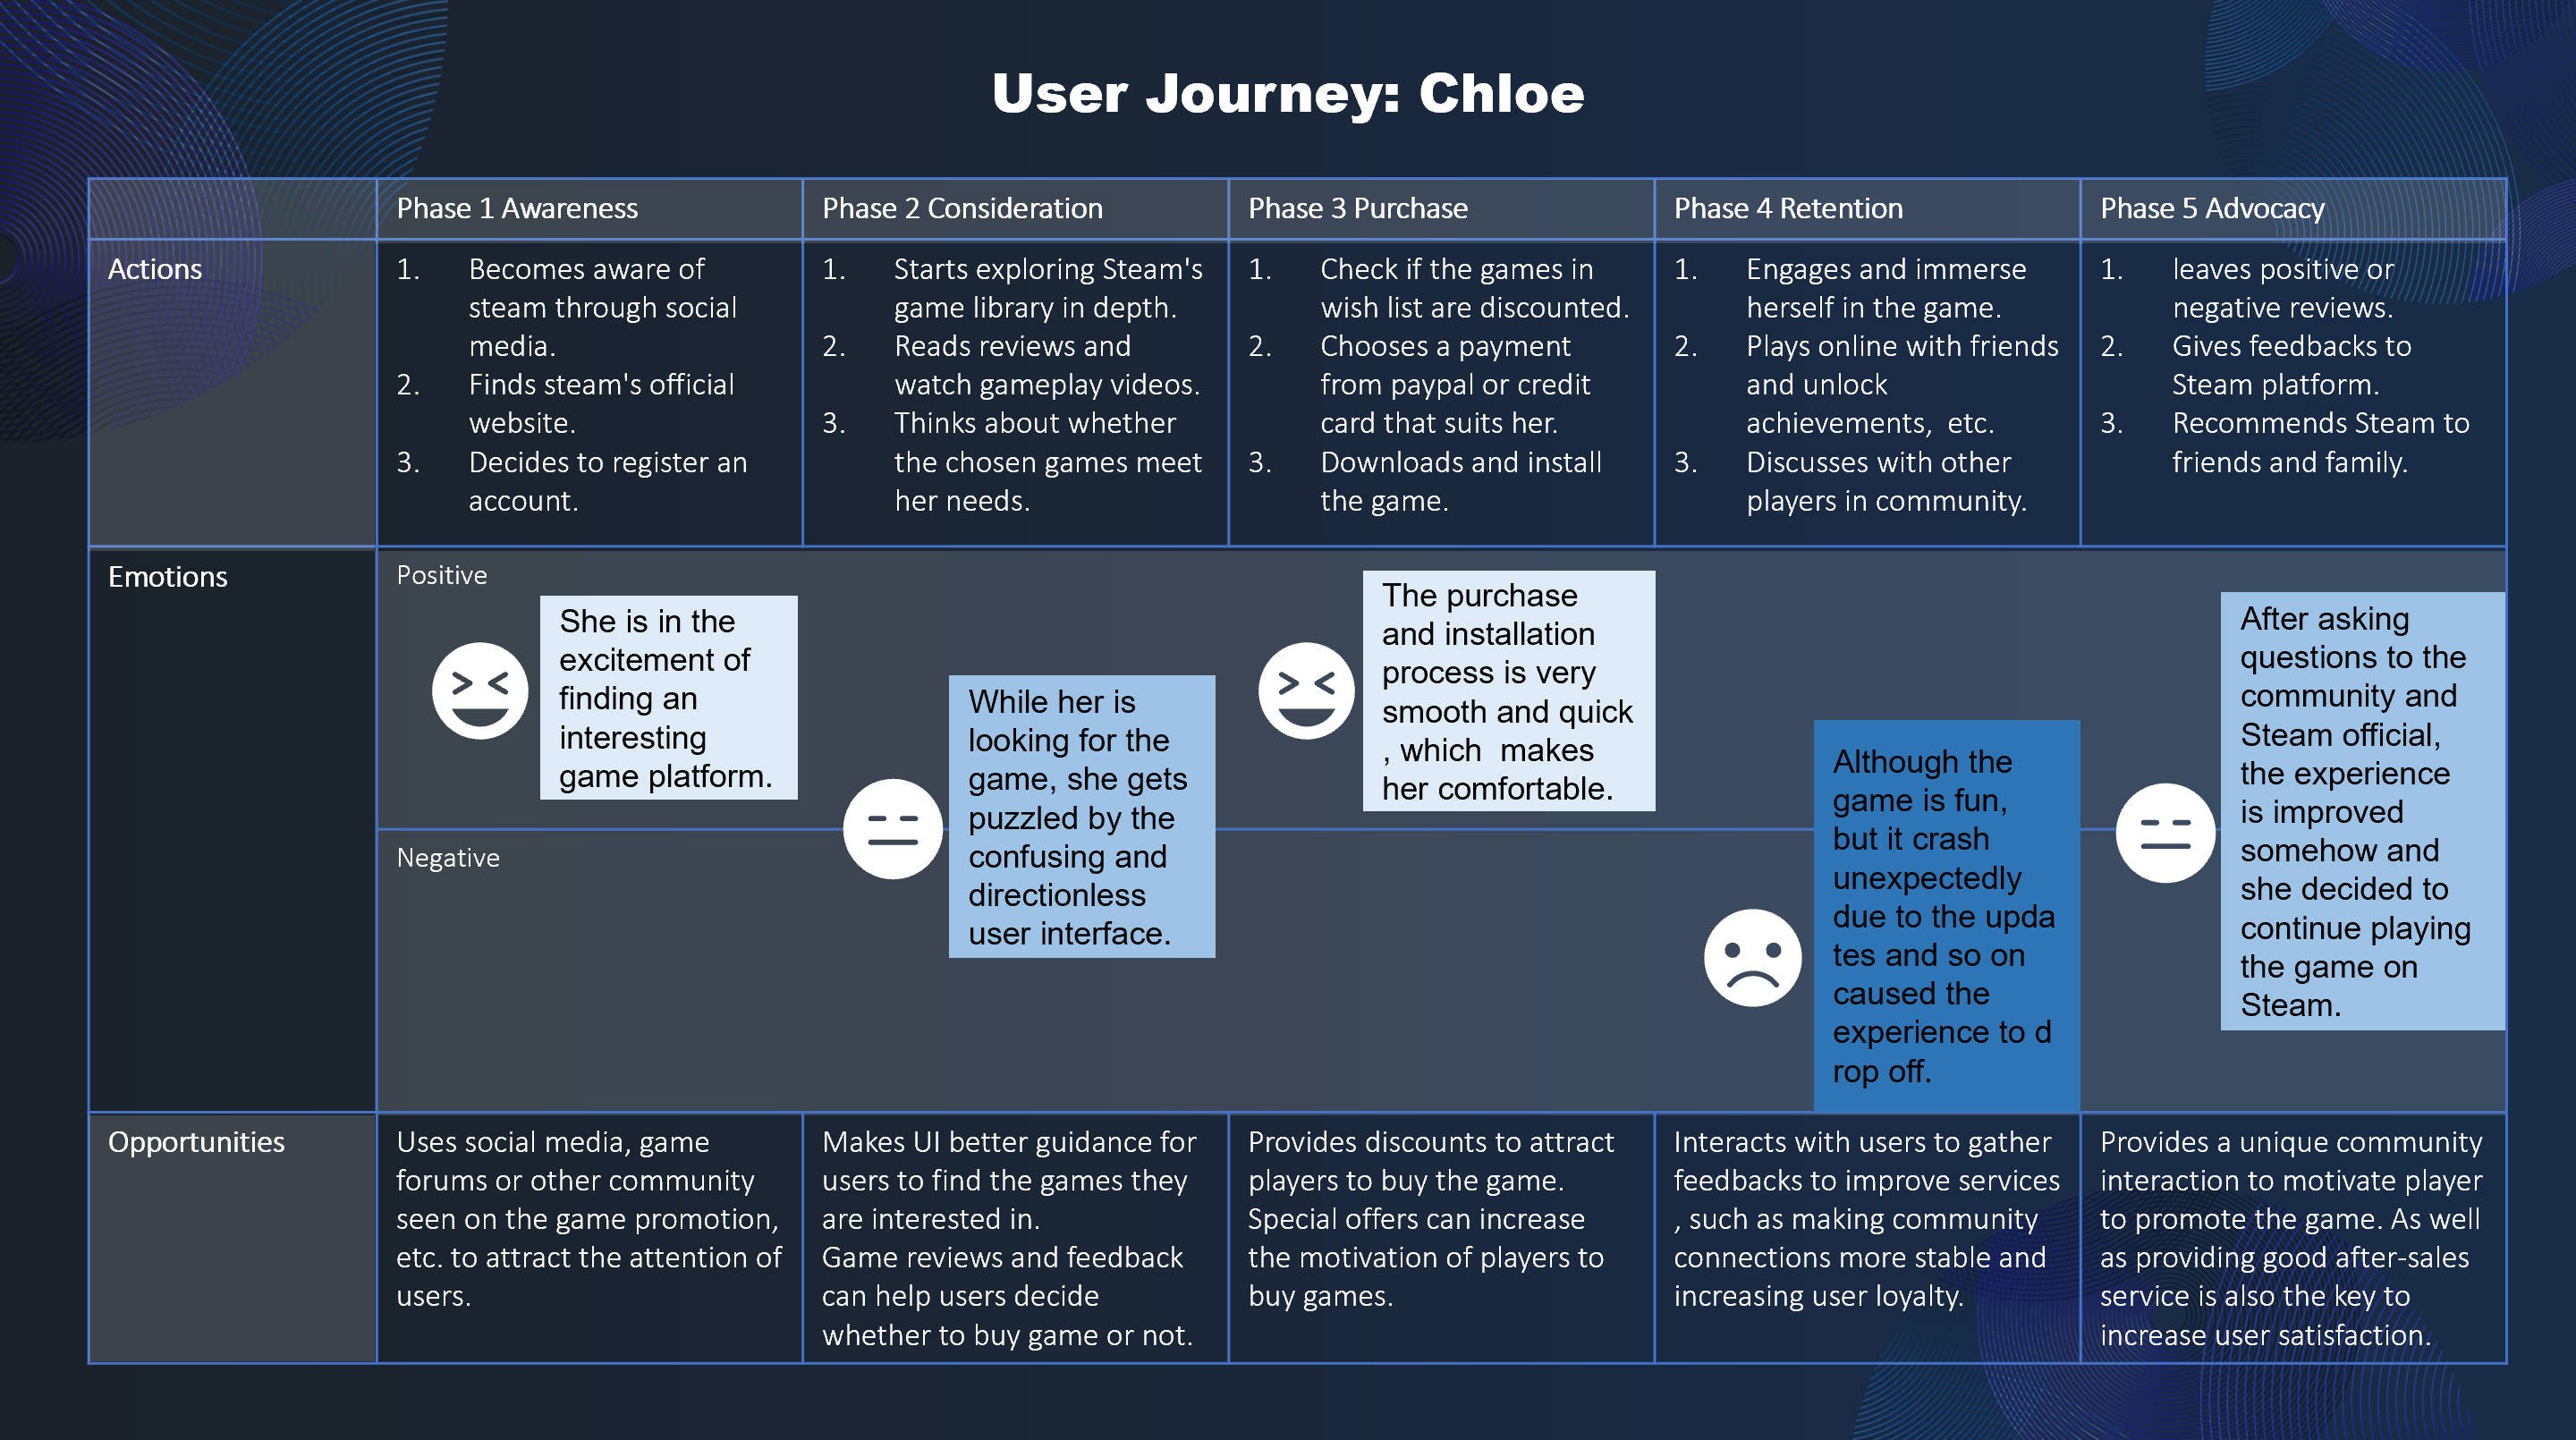 User Journey: Chloe
Phase 1 Awareness
Phase 2 Consideration
Phase 3 Purchase
Phase 4 Retention
Phase 5 Advocacy
Actions
1. Becomes aware of
steam through social
media.
2. Finds steam's official
website.
3. Decides to register an
account.
1. Starts exploring Steam's
game library in depth.
2. Reads reviews and
watch gameplay videos.
3. Thinks about whether
the chosen games meet
her needs.
1. Check if the games in
wish list are discounted.
2. Chooses a payment
from paypal or credit
card that suits her.
3. Downloads and install
the game.
1. Engages and immerse
herself in the game.
2. Plays online with friends
and unlock
achievements,  etc.
3. Discusses with other
players in community.
1. leaves positive or
negative reviews.
2. Gives feedbacks to
Steam platform.
3. Recommends Steam to
friends and family.
Emotions
Positive
Negative
She is in the
excitement of
finding an
interesting
game platform.
While her is
looking for the
game, she gets
puzzled by the
confusing and
directionless
user interface.
The purchase
and installation
process is very
smooth and quick
, which  makes
her comfortable.
Although the
game is fun,
but it crash
unexpectedly
due to the upda
tes and so on
caused the
experience to d
rop off.
After asking
questions to the
community and
Steam official,
the experience
is improved
somehow and
she decided to
continue playing
the game on
Steam.
Opportunities
Uses social media, game
forums or other community
seen on the game promotion,
etc. to attract the attention of
users.
Makes UI better guidance for
users to find the games they
are interested in.
Game reviews and feedback
can help users decide
whether to buy game or not.
Provides discounts to attract
players to buy the game.
Special offers can increase
the motivation of players to
buy games.
Interacts with users to gather
feedbacks to improve services
, such as making community
connections more stable and
increasing user loyalty.
Provides a unique community
interaction to motivate player
to promote the game. As well
as providing good after-sales
service is also the key to
increase user satisfaction.